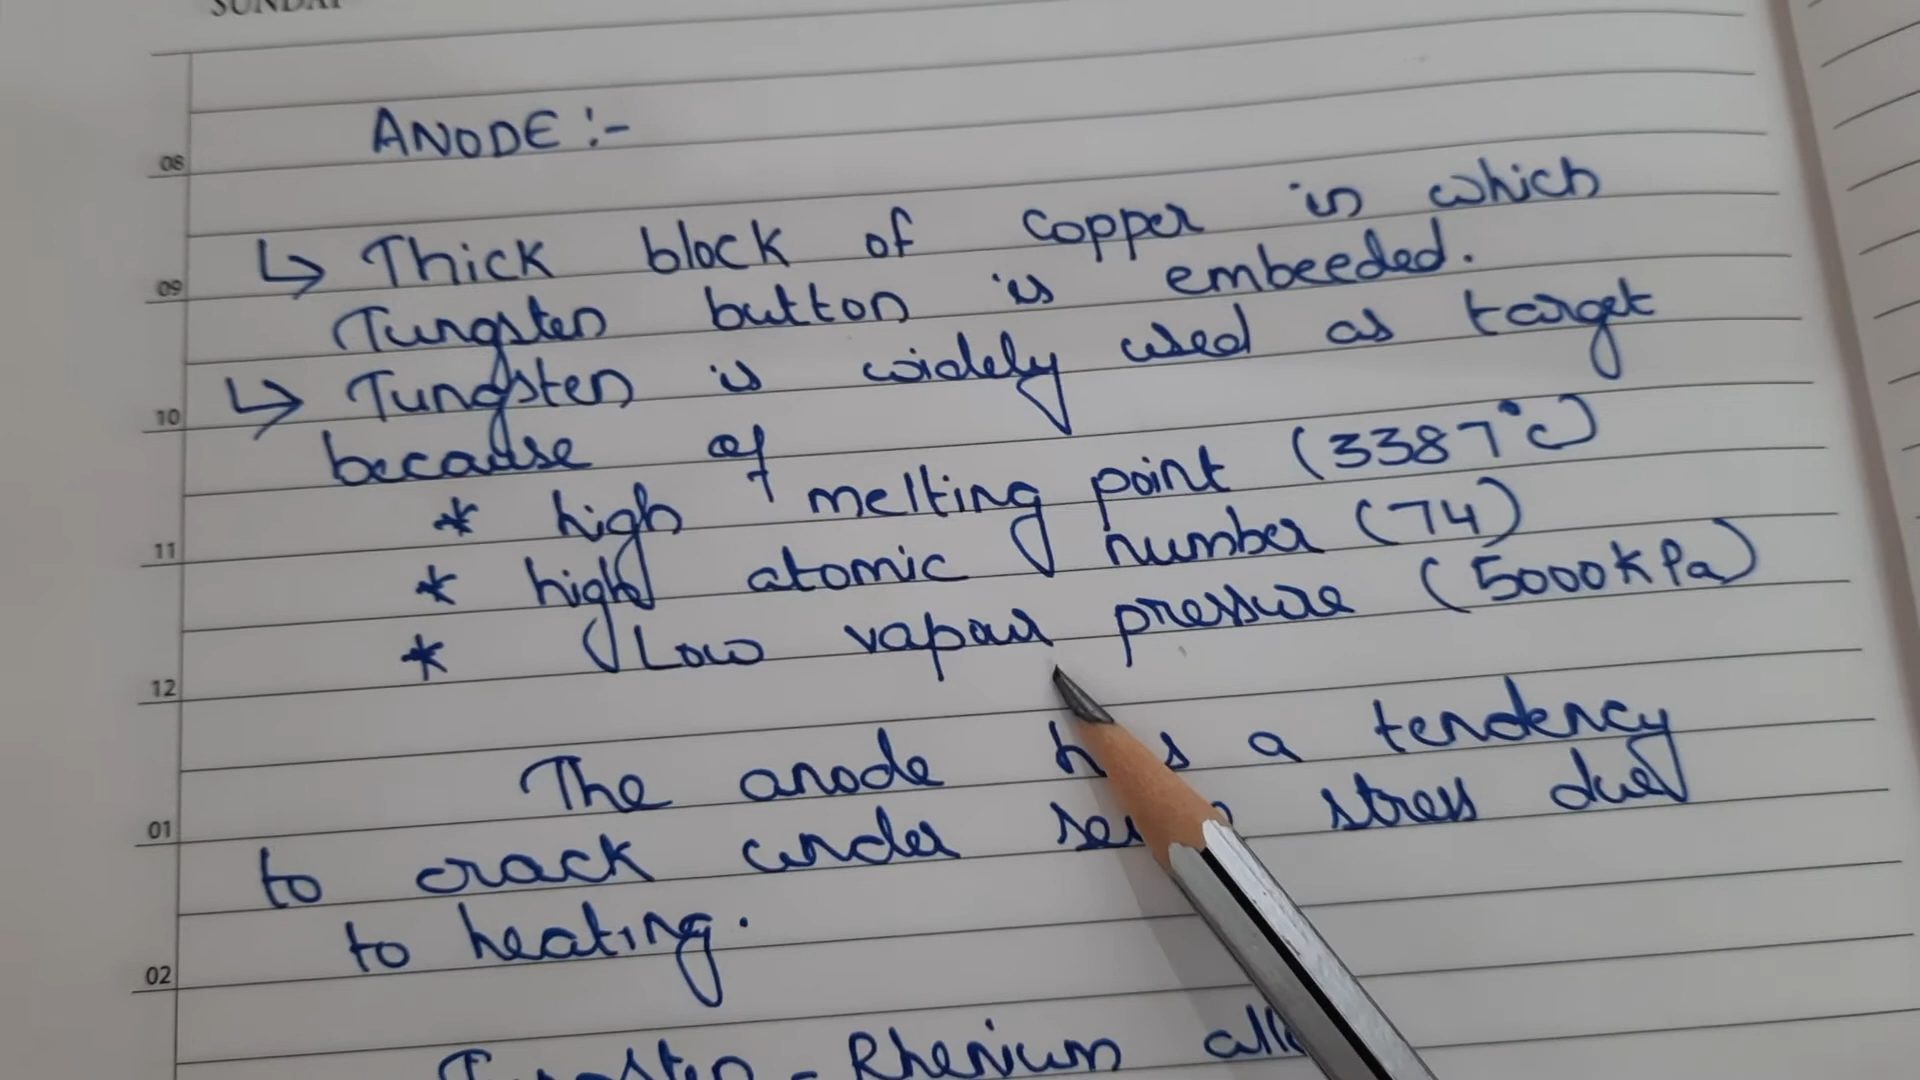 SUNDAY
ANODE :-
08
↳ Thick block of copper in which
09
Tungsten button is embeeded.
↳ Tungsten is widely used as target
10
because of
* high melting point (3387°C)
11
* high atomic number (74)
* Low vapour pressure (5000kPa)
12
The anode has a tendency
01
to crack under stress due
to heating.
02
Tungsten - Rhenium